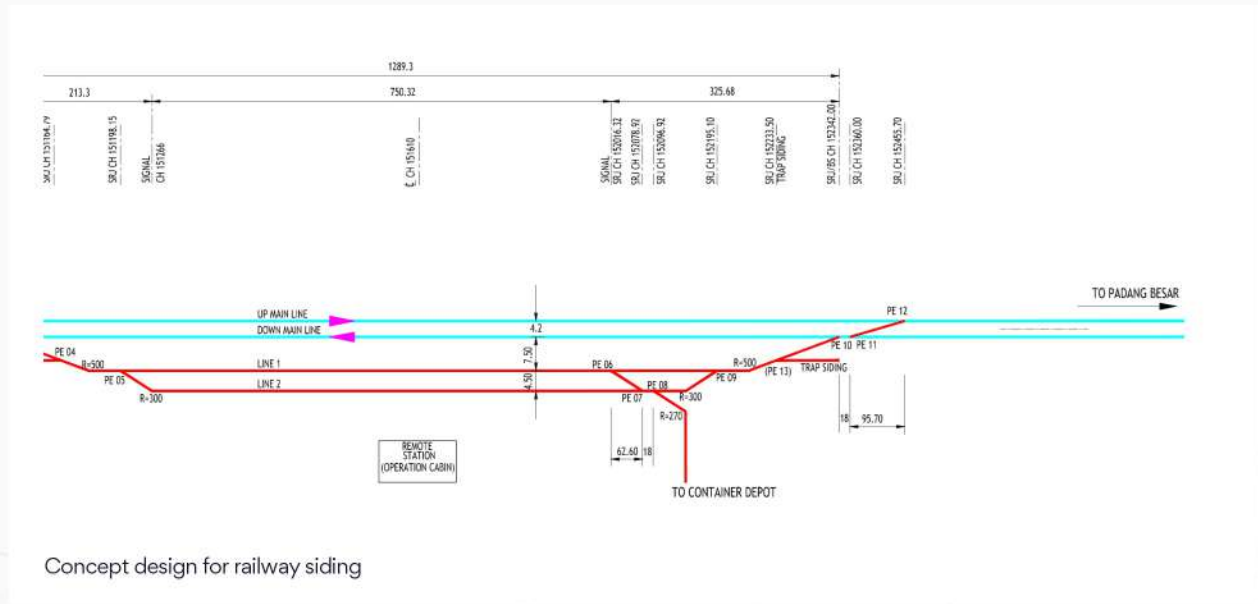 1289.3
213.3
750.32
325.68
SRJ CH 151164.79
SRJ CH 151198.15
SIGNAL
CH 151266
℄ CH 151610
SIGNAL
SRJ CH 152016.32
SRJ CH 152078.92
SRJ CH 152096.92
SRJ CH 152195.10
SRJ CH 152233.50
TRAP SIDING
SRJ/BS CH 152342.00
SRJ CH 152360.00
SRJ CH 152455.70
TO PADANG BESAR
UP MAIN LINE
PE 12
DOWN MAIN LINE
4.2
PE 10
PE 11
PE 04
R=500
LINE 1
7.50
PE 06
R=500
(PE 13)
TRAP SIDING
PE 05
LINE 2
4.50
PE 08
PE 09
R=300
PE 07
R=300
R=270
18
95.70
REMOTE
STATION
(OPERATION CABIN)
62.60
18
TO CONTAINER DEPOT
Concept design for railway siding